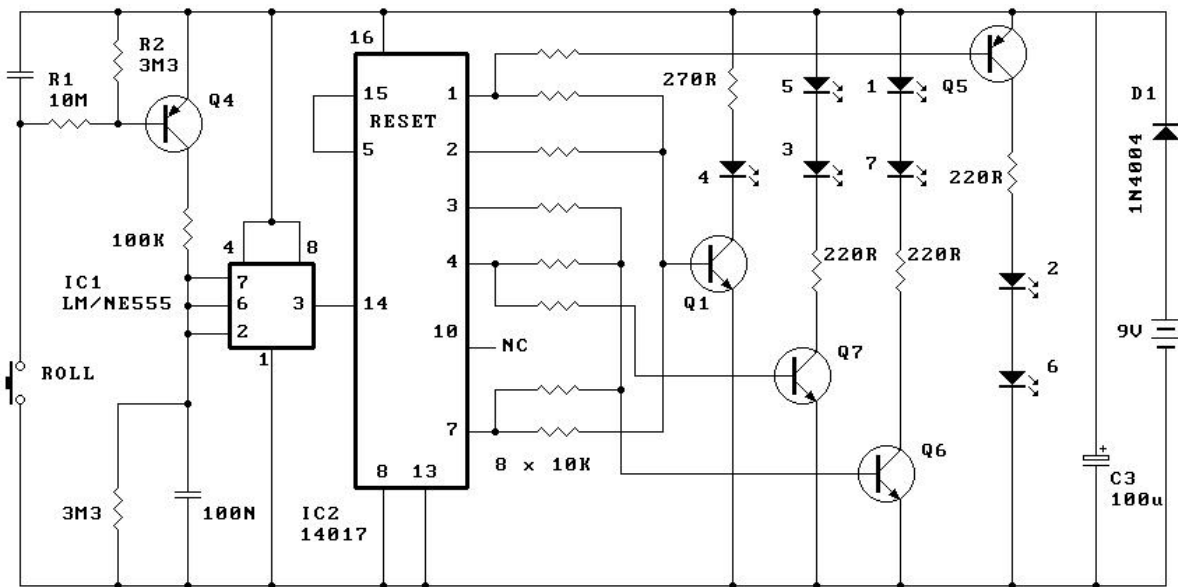 R1
10M
R2
3M3
Q4
100K
IC1
LM/NE555
4
8
7
6
2
3
1
ROLL
3M3
100N
16
15
RESET
5
14
1
2
3
4
10
NC
7
8
13
IC2
14017
8 x 10K
270R
4
Q1
5
3
220R
Q7
1
7
220R
Q6
Q5
220R
2
6
D1
1N4004
9V
+
C3
100u